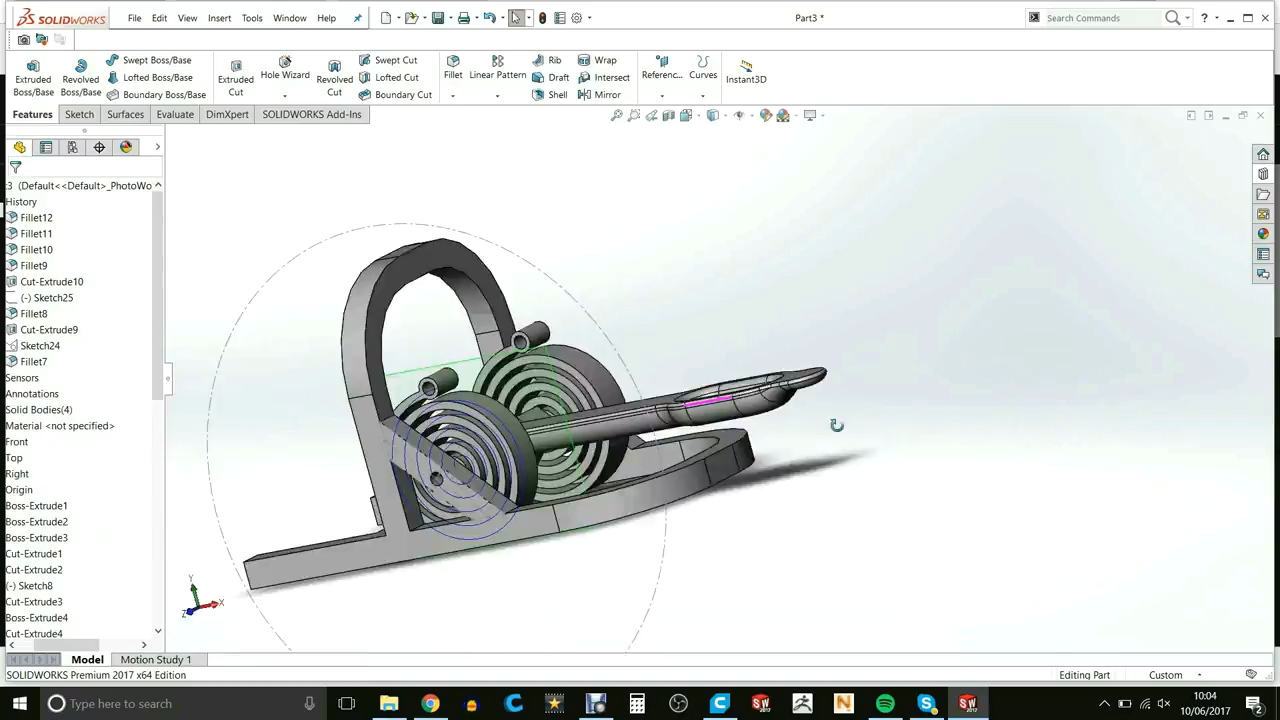 SOLIDWORKS File Edit View Insert Tools Window Help Part3 * Search Commands ?
Extruded Boss/Base Revolved Boss/Base Swept Boss/Base Lofted Boss/Base Boundary Boss/Base Extruded Cut Hole Wizard Revolved Cut Swept Cut Lofted Cut Boundary Cut Fillet Linear Pattern Rib Draft Shell Wrap Intersect Mirror Referenc... Curves Instant3D
Features Sketch Surfaces Evaluate DimXpert SOLIDWORKS Add-Ins
:3 (Default<<Default>_PhotoWo
History
Fillet12
Fillet11
Fillet10
Fillet9
Cut-Extrude10
(-) Sketch25
Fillet8
Cut-Extrude9
Sketch24
Fillet7
Sensors
Annotations
Solid Bodies(4)
Material <not specified>
Front
Top
Right
Origin
Boss-Extrude1
Boss-Extrude2
Boss-Extrude3
Cut-Extrude1
Cut-Extrude2
(-) Sketch8
Cut-Extrude3
Boss-Extrude4
Cut-Extrude4
Y
X
Z
Model Motion Study 1
SOLIDWORKS Premium 2017 x64 Edition Editing Part Custom
Type here to search 10:04
10/06/2017